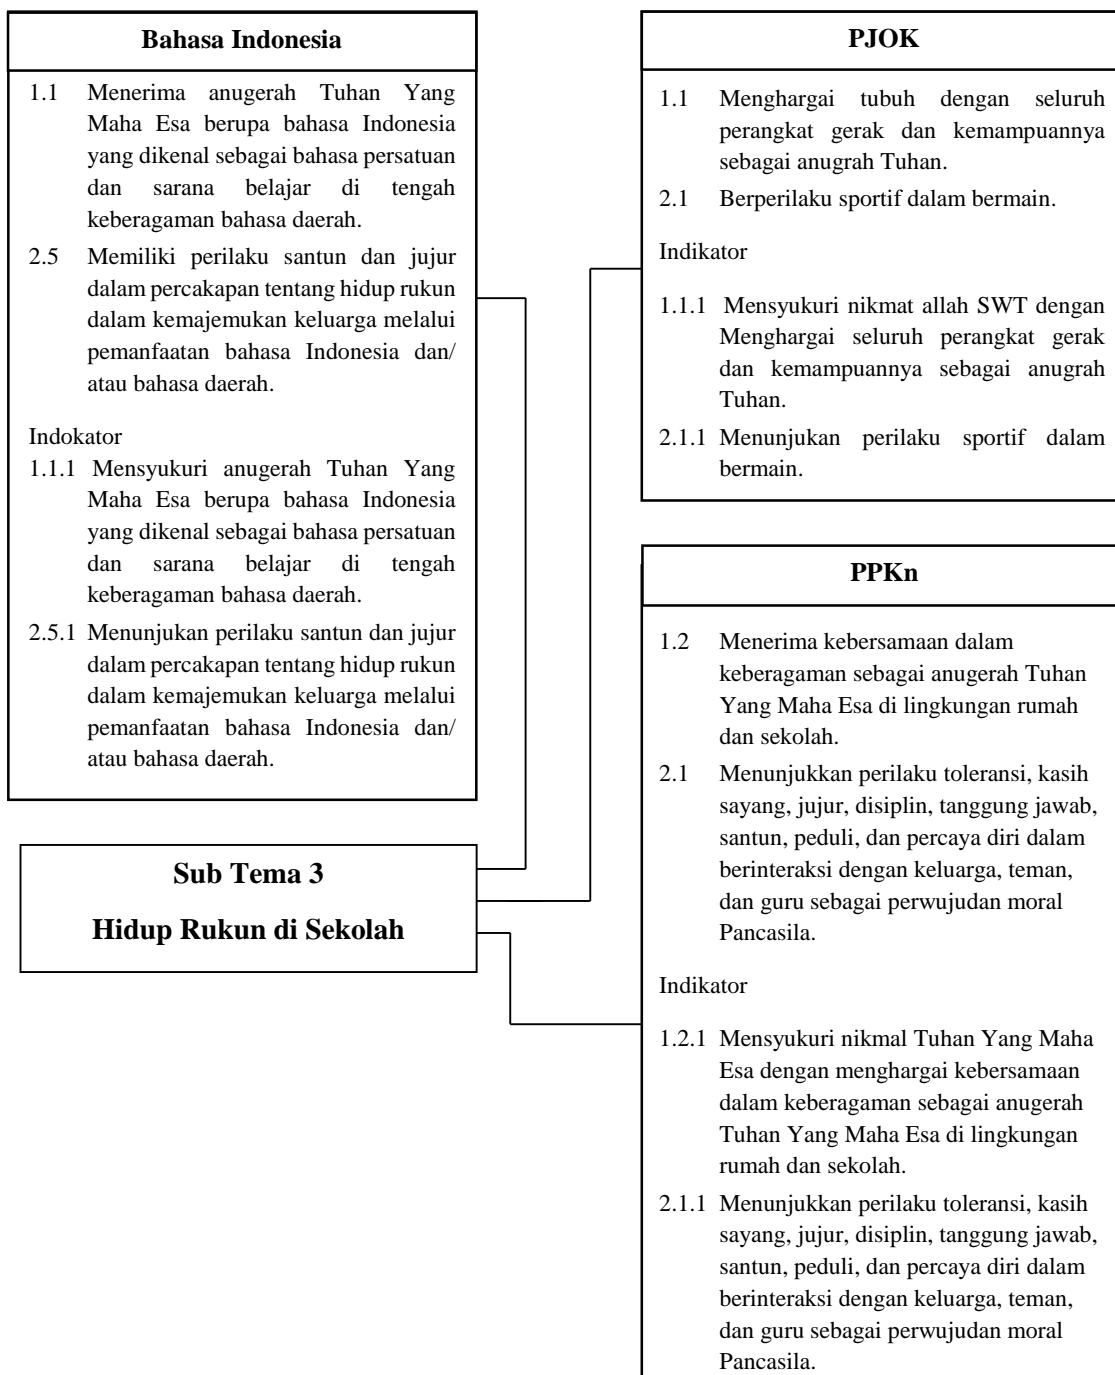 Bahasa Indonesia
1.1 Menerima anugerah Tuhan Yang
Maha Esa berupa bahasa Indonesia
yang dikenal sebagai bahasa persatuan
dan sarana belajar di tengah
keberagaman bahasa daerah.
2.5 Memiliki perilaku santun dan jujur
dalam percakapan tentang hidup rukun
dalam kemajemukan keluarga melalui
pemanfaatan bahasa Indonesia dan/
atau bahasa daerah.
Indokator
1.1.1 Mensyukuri anugerah Tuhan Yang
Maha Esa berupa bahasa Indonesia
yang dikenal sebagai bahasa persatuan
dan sarana belajar di tengah
keberagaman bahasa daerah.
2.5.1 Menunjukan perilaku santun dan jujur
dalam percakapan tentang hidup rukun
dalam kemajemukan keluarga melalui
pemanfaatan bahasa Indonesia dan/
atau bahasa daerah.
Sub Tema 3
Hidup Rukun di Sekolah
PJOK
1.1 Menghargai tubuh dengan seluruh
perangkat gerak dan kemampuannya
sebagai anugrah Tuhan.
2.1 Berperilaku sportif dalam bermain.
Indikator
1.1.1 Mensyukuri nikmat allah SWT dengan
Menghargai seluruh perangkat gerak
dan kemampuannya sebagai anugrah
Tuhan.
2.1.1 Menunjukan perilaku sportif dalam
bermain.
PPKn
1.2 Menerima kebersamaan dalam
keberagaman sebagai anugerah Tuhan
Yang Maha Esa di lingkungan rumah
dan sekolah.
2.1 Menunjukkan perilaku toleransi, kasih
sayang, jujur, disiplin, tanggung jawab,
santun, peduli, dan percaya diri dalam
berinteraksi dengan keluarga, teman,
dan guru sebagai perwujudan moral
Pancasila.
Indikator
1.2.1 Mensyukuri nikmal Tuhan Yang Maha
Esa dengan menghargai kebersamaan
dalam keberagaman sebagai anugerah
Tuhan Yang Maha Esa di lingkungan
rumah dan sekolah.
2.1.1 Menunjukkan perilaku toleransi, kasih
sayang, jujur, disiplin, tanggung jawab,
santun, peduli, dan percaya diri dalam
berinteraksi dengan keluarga, teman,
dan guru sebagai perwujudan moral
Pancasila.